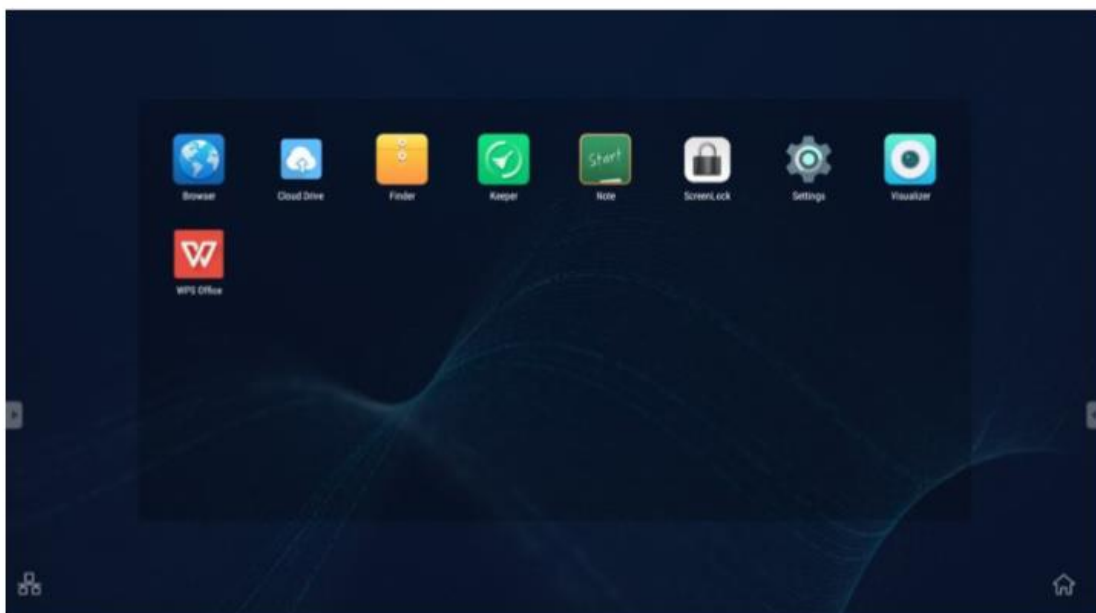 Browser
Cloud Drive
Finder
Keeper
Start
Note
ScreenLock
Settings
Visualizer
WPS Office